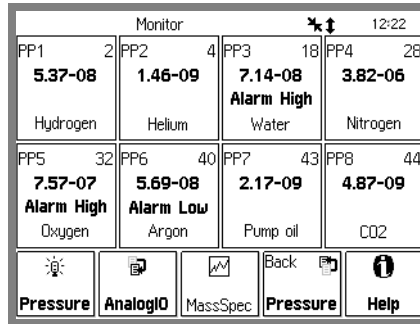 Monitor 12:22
PP1 2 PP2 4 PP3 18 PP4 28
5.37-08 1.46-09 7.14-08 3.82-06
Alarm High
Hydrogen Helium Water Nitrogen
PP5 32 PP6 40 PP7 43 PP8 44
7.57-07 5.69-08 2.17-09 4.87-09
Alarm High Alarm Low
Oxygen Argon Pump oil CO2
Back
Pressure AnalogIO MassSpec Pressure Help